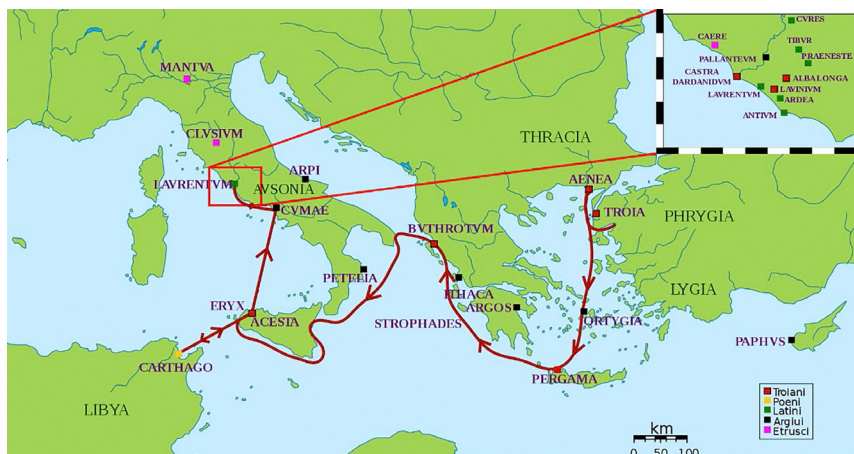 MANTVA
CLVSIVM
LAVRENTVM
AVSONIA
ARPI
CVMAE
PETELIA
ERYX
ACESTA
CARTHAGO
LIBYA
THRACIA
AENEA
TROIA
PHRYGIA
BVTHROTVM
ITHACA
ARGOS
STROPHADES
ORTYGIA
LYGIA
PAPHVS
PERGAMA
CVRES
CAERE
TIBVR
PALLANTEVM
PRAENESTE
CASTRA
DARDANIDVM
ALBALONGA
LAVINIVM
LAVRENTVM
ARDEA
ANTIVM
Troiani
Poeni
Latini
Argiui
Etrusci
km
0 50 100